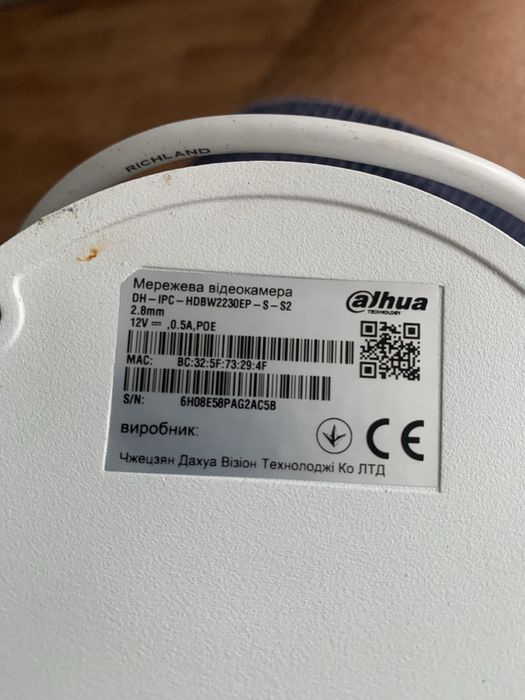 RICHLAND
Мережева відеокамера
DH-IPC-HDBW2230EP-S-S2
2.8mm
12V ⎓ ,0.5A,POE
alhua
TECHNOLOGY
MAC: BC:32:5F:73:29:4F
S/N: 6H08E58PAG2AC5B
виробник:
CE
Чжецзян Дахуа Візіон Технолоджі Ко ЛТД